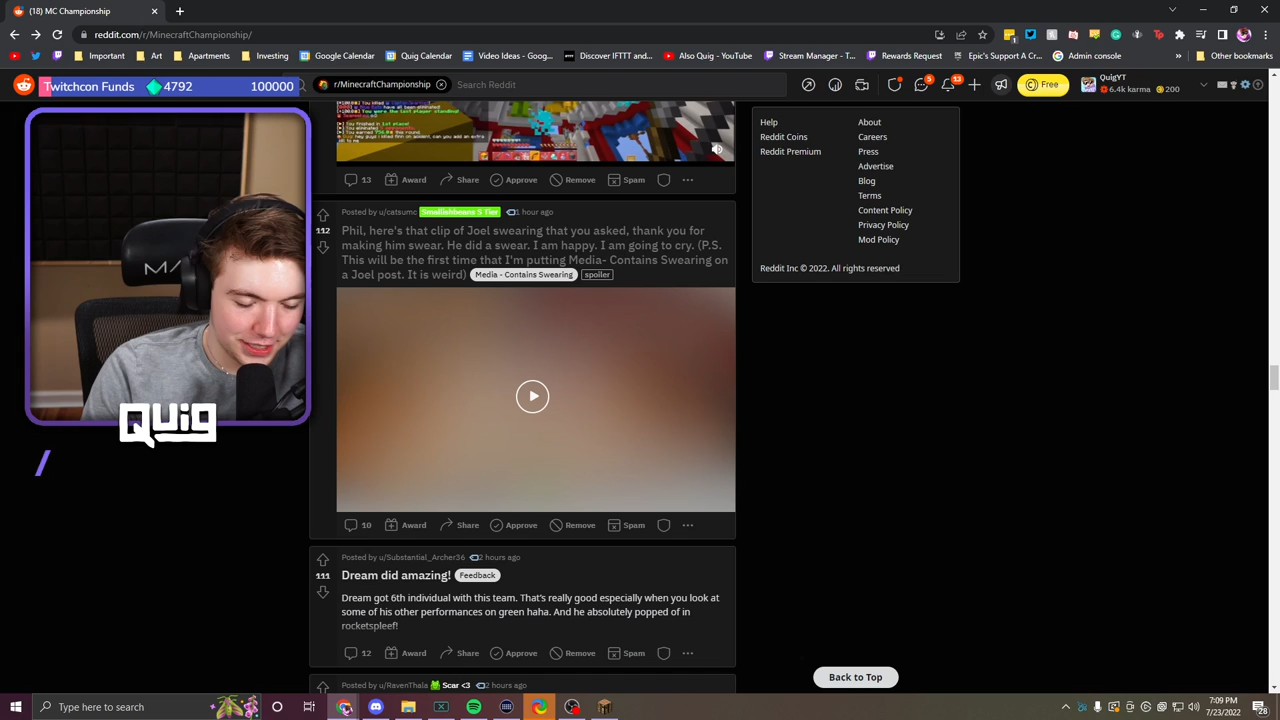 (18) MC Championship
reddit.com/r/MinecraftChampionship/
Important
Art
Apartments
Investing
Google Calendar
Quig Calendar
Video Ideas - Goog...
Discover IFTTT and...
Also Quig - YouTube
Stream Manager - T...
Rewards Request
Epic's Support A Cr...
Admin console
»
Other bookmarks
Twitchcon Funds 4792 100000
r/MinecraftChampionship
Search Reddit
5
13
Free
QuigYT
6.4k karma 200
Help
Reddit Coins
Reddit Premium
About
Careers
Press
Advertise
Blog
Terms
Content Policy
Privacy Policy
Mod Policy
Reddit Inc © 2022. All rights reserved
13 Award Share Approve Remove Spam
Posted by u/catsumc Smallishbeans S Tier 1 hour ago
112
Phil, here's that clip of Joel swearing that you asked, thank you for
making him swear. He did a swear. I am happy. I am going to cry. (P.S.
This will be the first time that I'm putting Media- Contains Swearing on
a Joel post. It is weird) Media - Contains Swearing spoiler
10 Award Share Approve Remove Spam
Posted by u/Substantial_Archer36 2 hours ago
111
Dream did amazing! Feedback
Dream got 6th individual with this team. That's really good especially when you look at
some of his other performances on green haha. And he absolutely popped of in
rocketspleef!
12 Award Share Approve Remove Spam
Posted by u/RavenThala Scar <3 2 hours ago
Back to Top
Quig
/
Type here to search
7:09 PM
7/23/2022